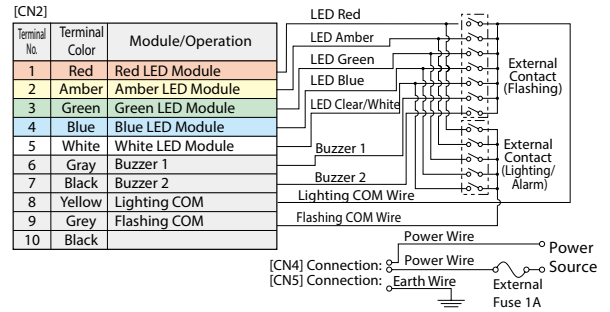 [CN2]
Terminal No. Terminal Color Module/Operation
1 Red Red LED Module
2 Amber Amber LED Module
3 Green Green LED Module
4 Blue Blue LED Module
5 White White LED Module
6 Gray Buzzer 1
7 Black Buzzer 2
8 Yellow Lighting COM
9 Grey Flashing COM
10 Black
LED Red
LED Amber
LED Green
LED Blue
LED Clear/White
Buzzer 1
Buzzer 2
Lighting COM Wire
Flashing COM Wire
External
Contact
(Flashing)
External
Contact
(Lighting/
Alarm)
Power Wire
[CN4] Connection: Power Wire
[CN5] Connection: Earth Wire
Power
Source
External
Fuse 1A